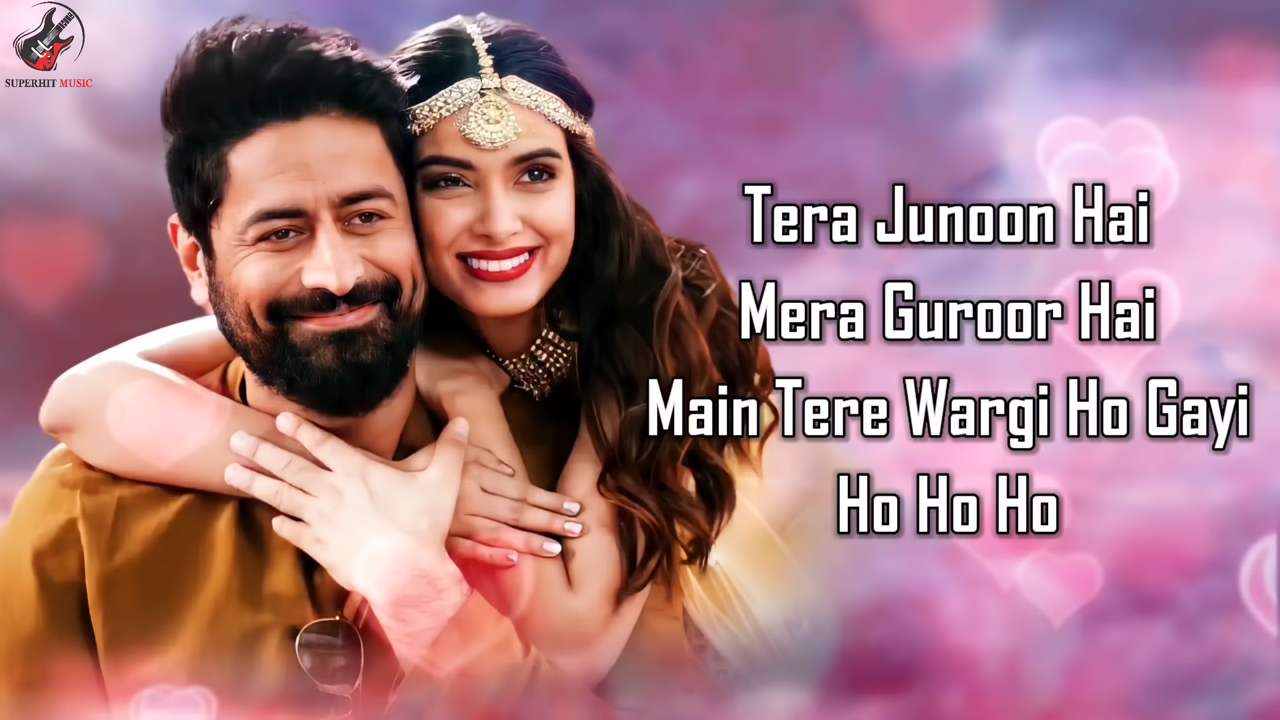 SUPERHIT MUSIC
Tera Junoon Hai
Mera Guroor Hai
Main Tere Wargi Ho Gayi
Ho Ho Ho